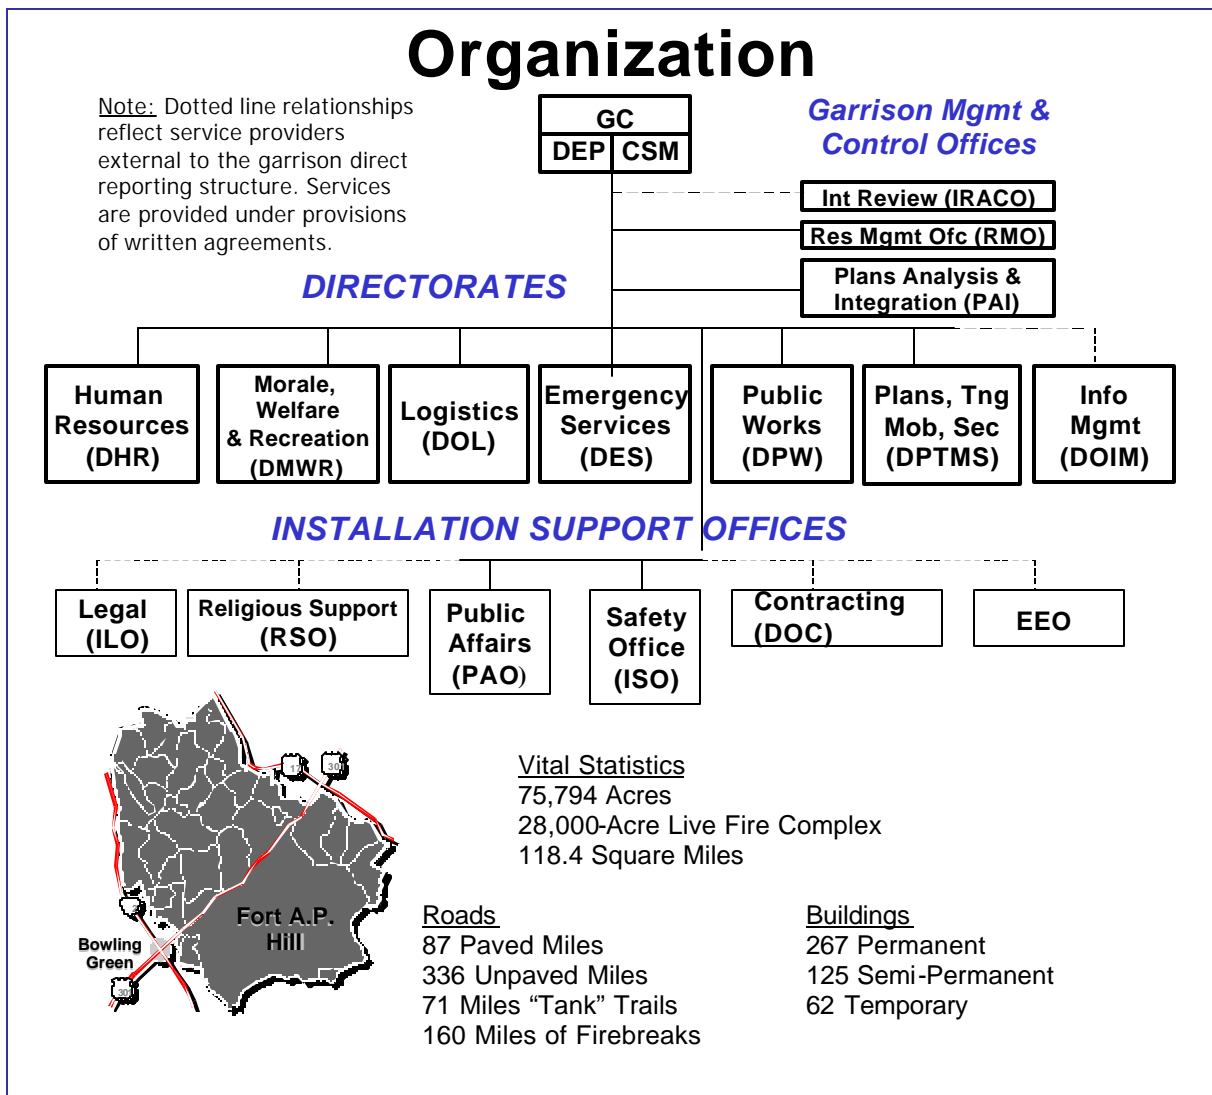 Organization
Note: Dotted line relationships
reflect service providers
external to the garrison direct
reporting structure. Services
are provided under provisions
of written agreements.
GC
DEP CSM
Garrison Mgmt &
Control Offices
Int Review (IRACO)
Res Mgmt Ofc (RMO)
Plans Analysis &
Integration (PAI)
DIRECTORATES
Human
Resources
(DHR)
Morale,
Welfare
& Recreation
(DMWR)
Logistics
(DOL)
Emergency
Services
(DES)
Public
Works
(DPW)
Plans, Tng
Mob, Sec
(DPTMS)
Info
Mgmt
(DOIM)
INSTALLATION SUPPORT OFFICES
Legal
(ILO)
Religious Support
(RSO)
Public
Affairs
(PAO)
Safety
Office
(ISO)
Contracting
(DOC)
EEO
17
Fort A.P.
Hill
Bowling
Green
Vital Statistics
75,794 Acres
28,000-Acre Live Fire Complex
118.4 Square Miles
Roads
87 Paved Miles
336 Unpaved Miles
71 Miles “Tank” Trails
160 Miles of Firebreaks
Buildings
267 Permanent
125 Semi-Permanent
62 Temporary